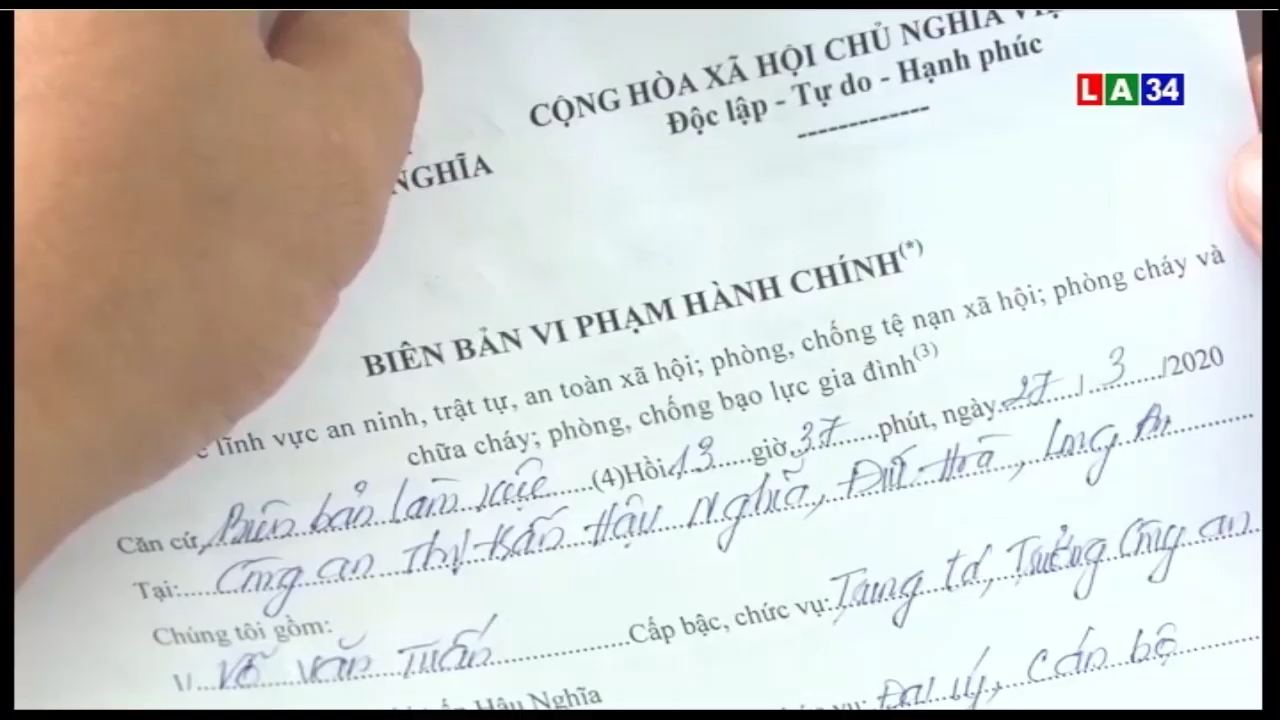 CỘNG HÒA XÃ HỘI CHỦ NGHĨA
Độc lập - Tự do - Hạnh phúc
-------------
LA34
NGHĨA
BIÊN BẢN VI PHẠM HÀNH CHÍNH(*)
lĩnh vực an ninh, trật tự, an toàn xã hội; phòng, chống tệ nạn xã hội; phòng cháy và
chữa cháy; phòng, chống bạo lực gia đình(3)
Căn cứ Biên bản làm việc (4)Hồi 13 giờ 37 phút, ngày 27 / 3 /2020
Tại: Công an Thị trấn Hậu Nghĩa, Đức Hoà, Long An
Chúng tôi gồm:
1/ Võ Văn Tuấn Cấp bậc, chức vụ: Trung tá, Trưởng Công an
Hậu Nghĩa
vụ: Đại úy, Cán bộ